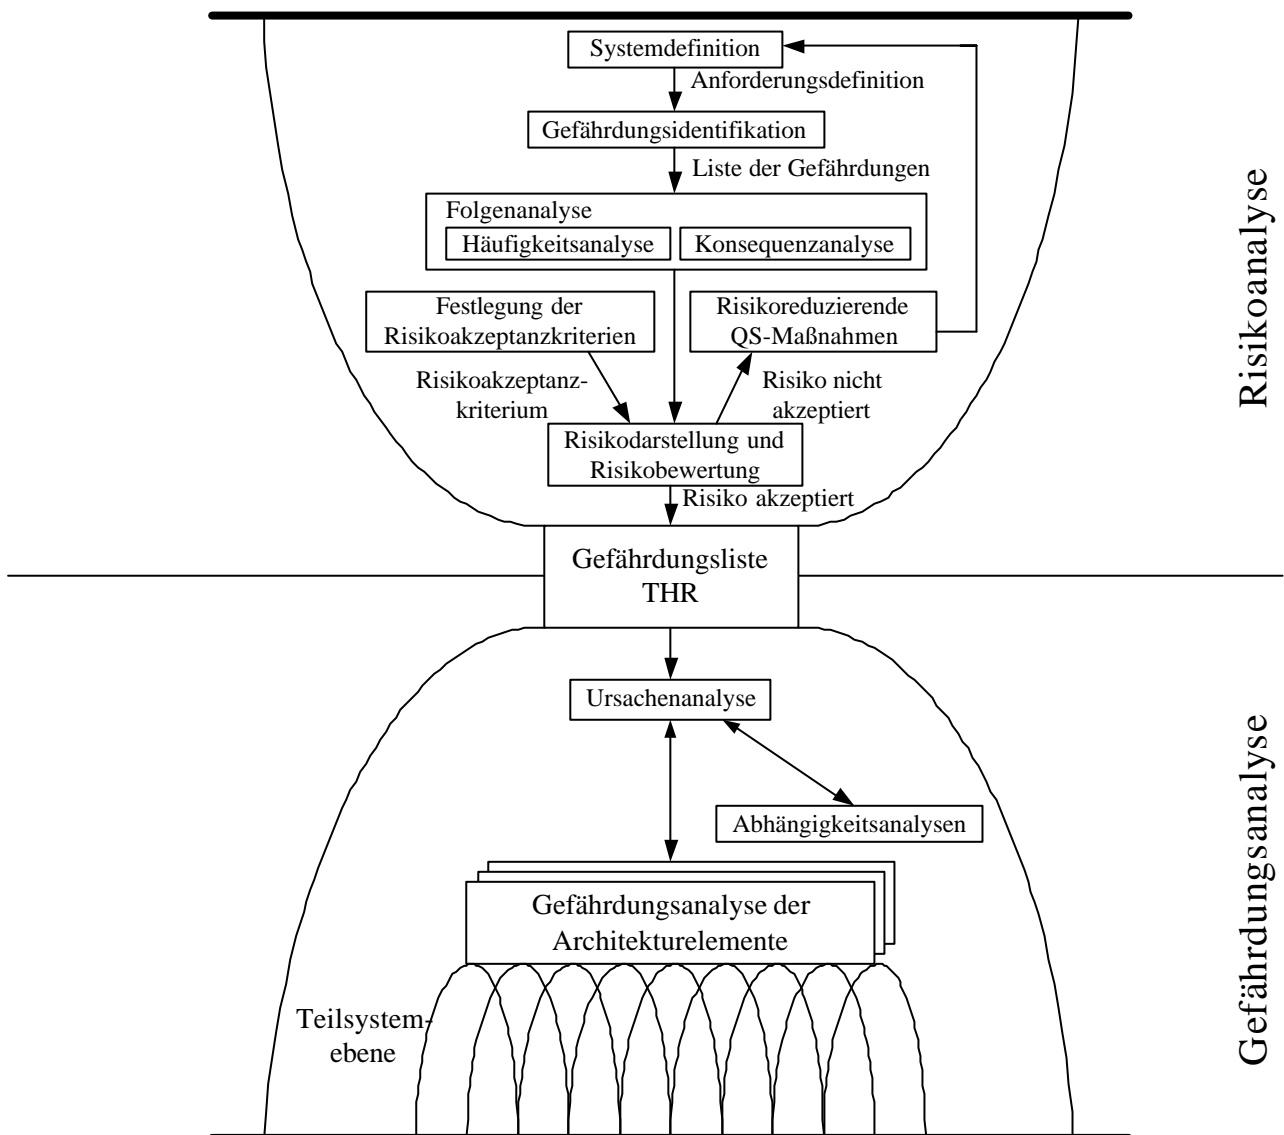 Systemdefinition
Anforderungsdefinition
Gefährdungsidentifikation
Liste der Gefährdungen
Folgenanalyse
Häufigkeitsanalyse
Konsequenzanalyse
Festlegung der
Risikoakzeptanzkriterien
Risikoreduzierende
QS-Maßnahmen
Risikoakzeptanz-
kriterium
Risiko nicht
akzeptiert
Risikodarstellung und
Risikobewertung
Risiko akzeptiert
Risikoanalyse
Gefährdungsliste
THR
Ursachenanalyse
Abhängigkeitsanalysen
Gefährdungsanalyse der
Architekturelemente
Teilsystem-
ebene
Gefährdungsanalyse